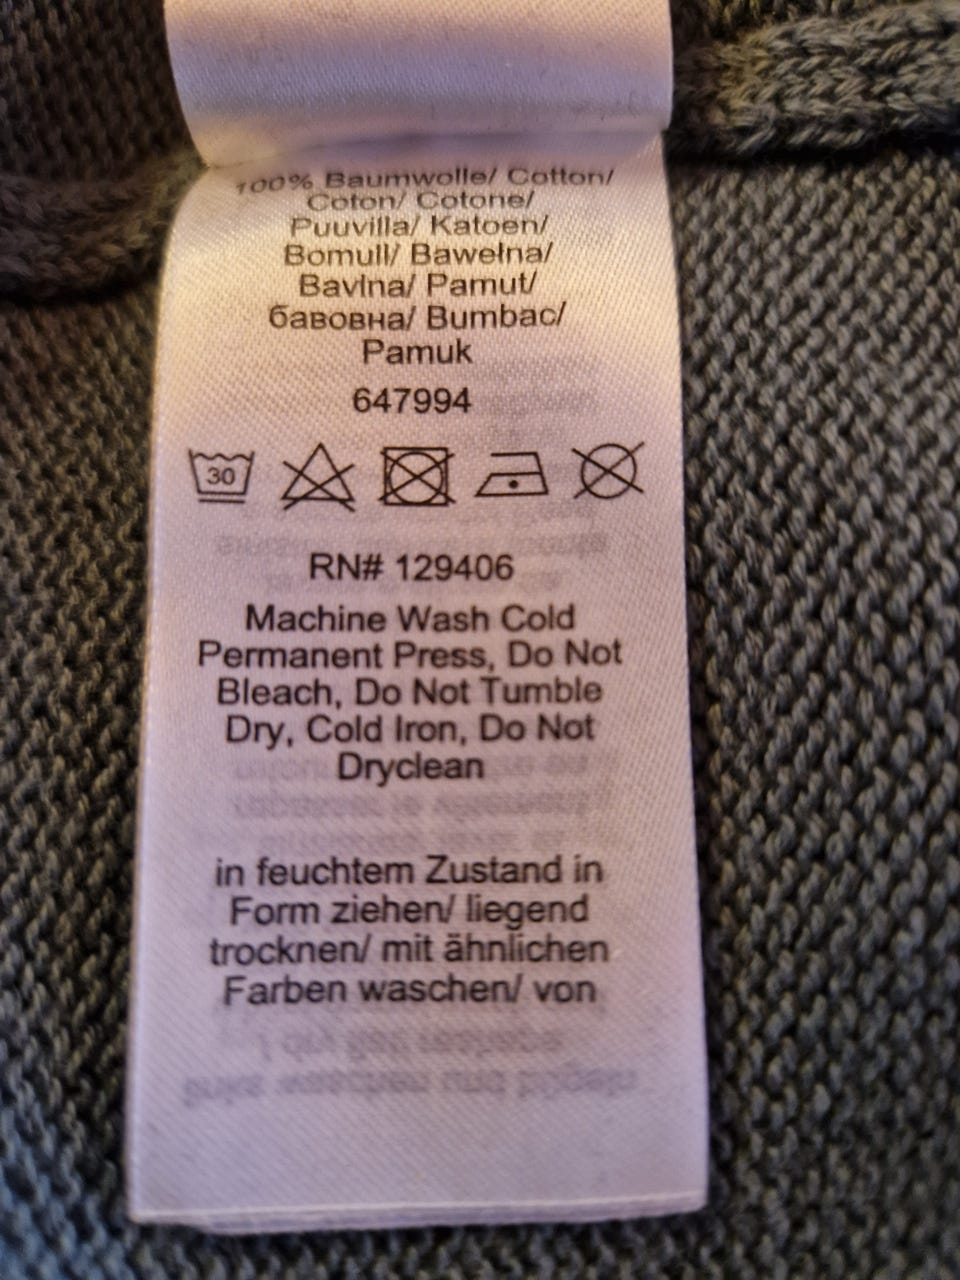 100% Baumwolle/ Cotton/
Coton/ Cotone/
Puuvilla/ Katoen/
Bomull/ Bawełna/
Bavlna/ Pamut/
бавовна/ Bumbac/
Pamuk
647994
30
RN# 129406
Machine Wash Cold
Permanent Press, Do Not
Bleach, Do Not Tumble
Dry, Cold Iron, Do Not
Dryclean
in feuchtem Zustand in
Form ziehen/ liegend
trocknen/ mit ähnlichen
Farben waschen/ von